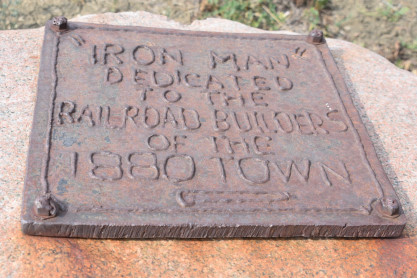 "IRON MAN"
DEDICATED
TO THE
RAILROAD BUILDERS
OF THE
1880 TOWN